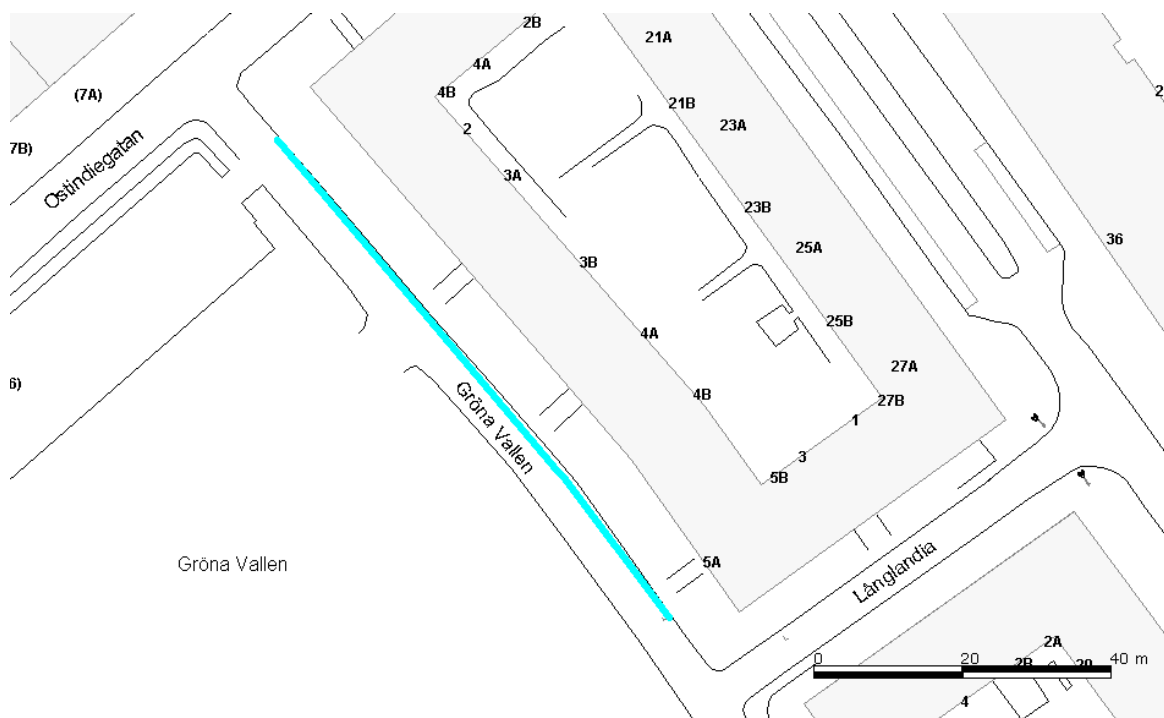 2B
21A
4A
(7A)
4B
21B
2
23A
7B)
Ostindiegatan
3A
23B
36
25A
3B
25B
4A
27A
6)
4B
27B
1
Gröna Vallen
3
5B
5A
Gröna Vallen
Långlandia
2A
0 20 40 m
2B
20
4
2